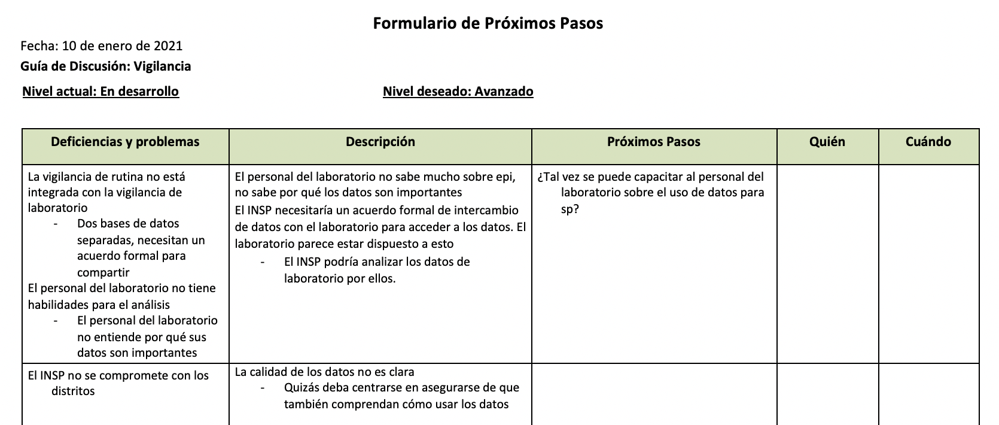 Formulario de Próximos Pasos
Fecha: 10 de enero de 2021
Guía de Discusión: Vigilancia
Nivel actual: En desarrollo
Nivel deseado: Avanzado
Deficiencias y problemas
Descripción
Próximos Pasos
Quién
Cuándo
La vigilancia de rutina no está
integrada con la vigilancia de
laboratorio
- Dos bases de datos
separadas, necesitan un
acuerdo formal para
compartir
El personal del laboratorio no tiene
habilidades para el análisis
- El personal del laboratorio
no entiende por qué sus
datos son importantes
El personal del laboratorio no sabe mucho sobre epi,
no sabe por qué los datos son importantes
El INSP necesitaría un acuerdo formal de intercambio
de datos con el laboratorio para acceder a los datos. El
laboratorio parece estar dispuesto a esto
- El INSP podría analizar los datos de
laboratorio por ellos.
¿Tal vez se puede capacitar al personal del
laboratorio sobre el uso de datos para
sp?
El INSP no se compromete con los
distritos
La calidad de los datos no es clara
- Quizás deba centrarse en asegurarse de que
también comprendan cómo usar los datos